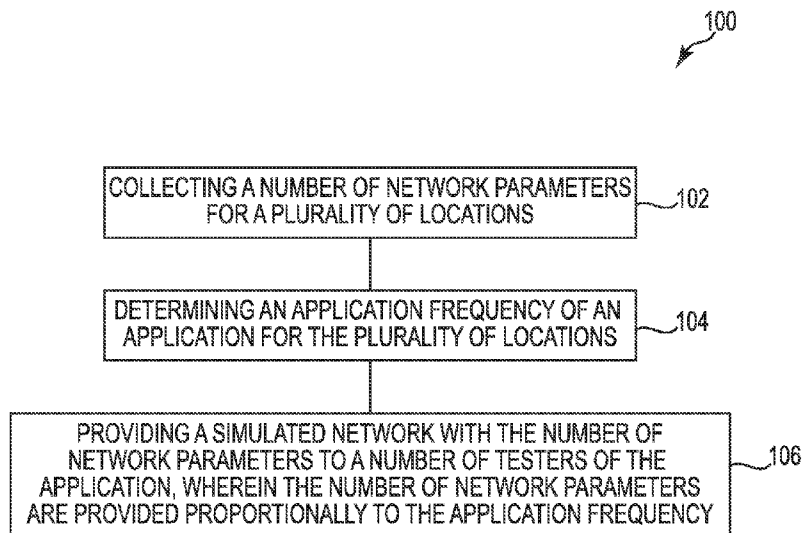 100
COLLECTING A NUMBER OF NETWORK PARAMETERS
FOR A PLURALITY OF LOCATIONS
102
DETERMINING AN APPLICATION FREQUENCY OF AN
APPLICATION FOR THE PLURALITY OF LOCATIONS
104
PROVIDING A SIMULATED NETWORK WITH THE NUMBER OF
NETWORK PARAMETERS TO A NUMBER OF TESTERS OF THE
APPLICATION, WHEREIN THE NUMBER OF NETWORK PARAMETERS
ARE PROVIDED PROPORTIONALLY TO THE APPLICATION FREQUENCY
106